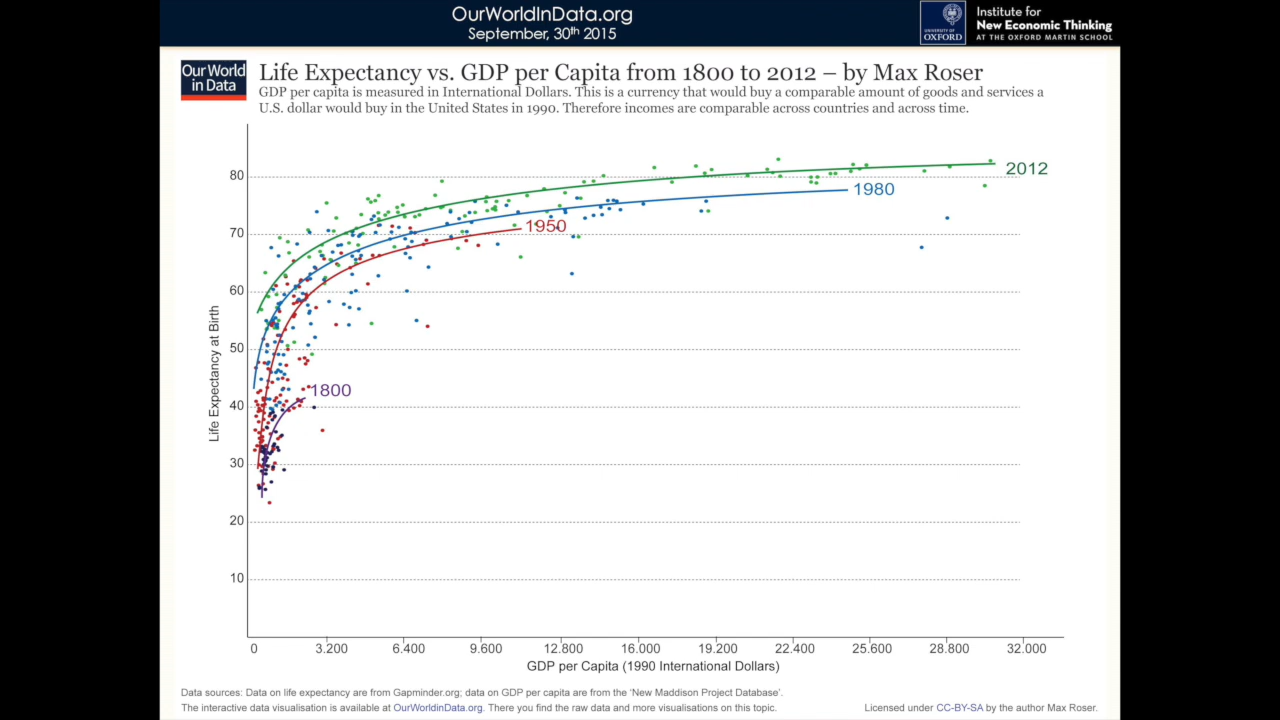 OurWorldInData.org
September, 30th 2015
UNIVERSITY OF
OXFORD
Institute for
New Economic Thinking
AT THE OXFORD MARTIN SCHOOL
Our World
in Data
Life Expectancy vs. GDP per Capita from 1800 to 2012 – by Max Roser
GDP per capita is measured in International Dollars. This is a currency that would buy a comparable amount of goods and services a
U.S. dollar would buy in the United States in 1990. Therefore incomes are comparable across countries and across time.
80
70
60
50
40
30
20
10
Life Expectancy at Birth
2012
1980
1950
1800
0 3.200 6.400 9.600 12.800 16.000 19.200 22.400 25.600 28.800 32.000
GDP per Capita (1990 International Dollars)
Data sources: Data on life expectancy are from Gapminder.org; data on GDP per capita are from the ‘New Maddison Project Database’.
The interactive data visualisation is available at OurWorldinData.org. There you find the raw data and more visualisations on this topic.
Licensed under CC-BY-SA by the author Max Roser.